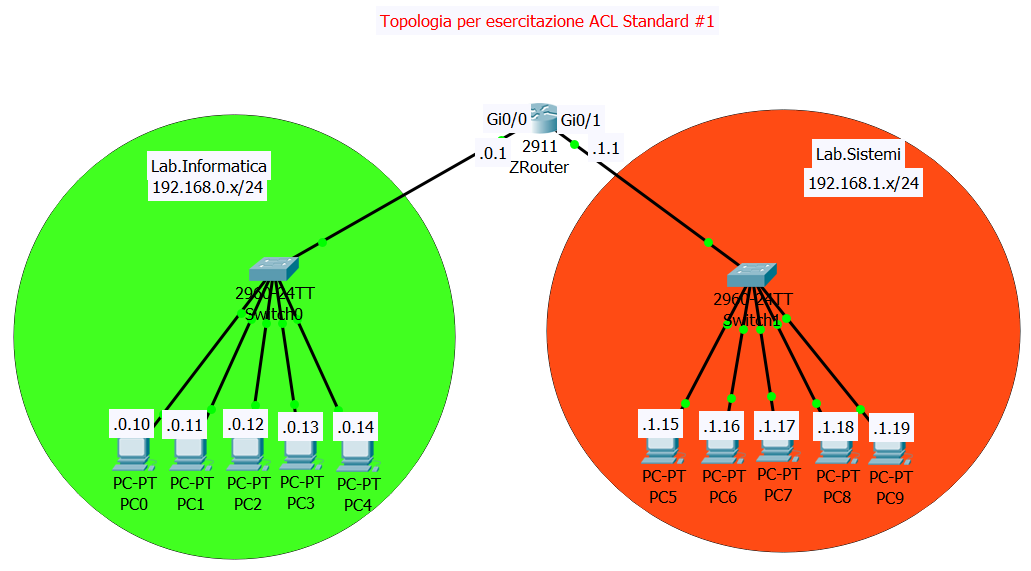 Topologia per esercitazione ACL Standard #1
Gi0/0
Gi0/1
.0.1
.1.1
2911
ZRouter
Lab.Informatica
192.168.0.x/24
Lab.Sistemi
192.168.1.x/24
2960-24TT
Switch0
2960-24TT
Switch1
.0.10
.0.11
.0.12
.0.13
.0.14
PC-PT
PC0
PC-PT
PC1
PC-PT
PC2
PC-PT
PC3
PC-PT
PC4
.1.15
.1.16
.1.17
.1.18
.1.19
PC-PT
PC5
PC-PT
PC6
PC-PT
PC7
PC-PT
PC8
PC-PT
PC9